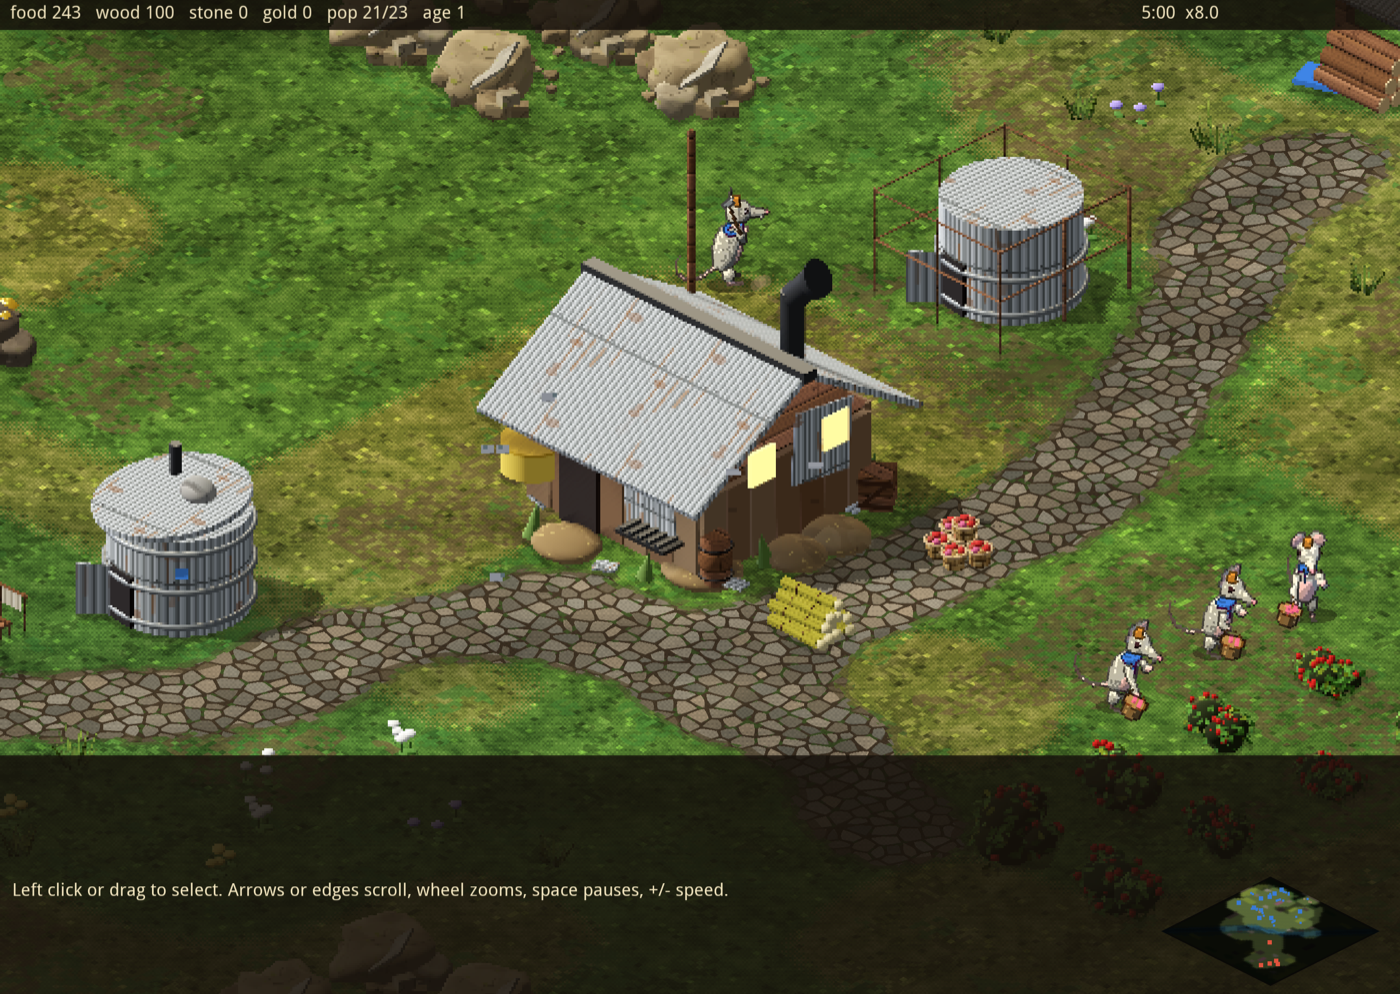 food 243 wood 100 stone 0 gold 0 pop 21/23 age 1
5:00 x8.0
Left click or drag to select. Arrows or edges scroll, wheel zooms, space pauses, +/- speed.